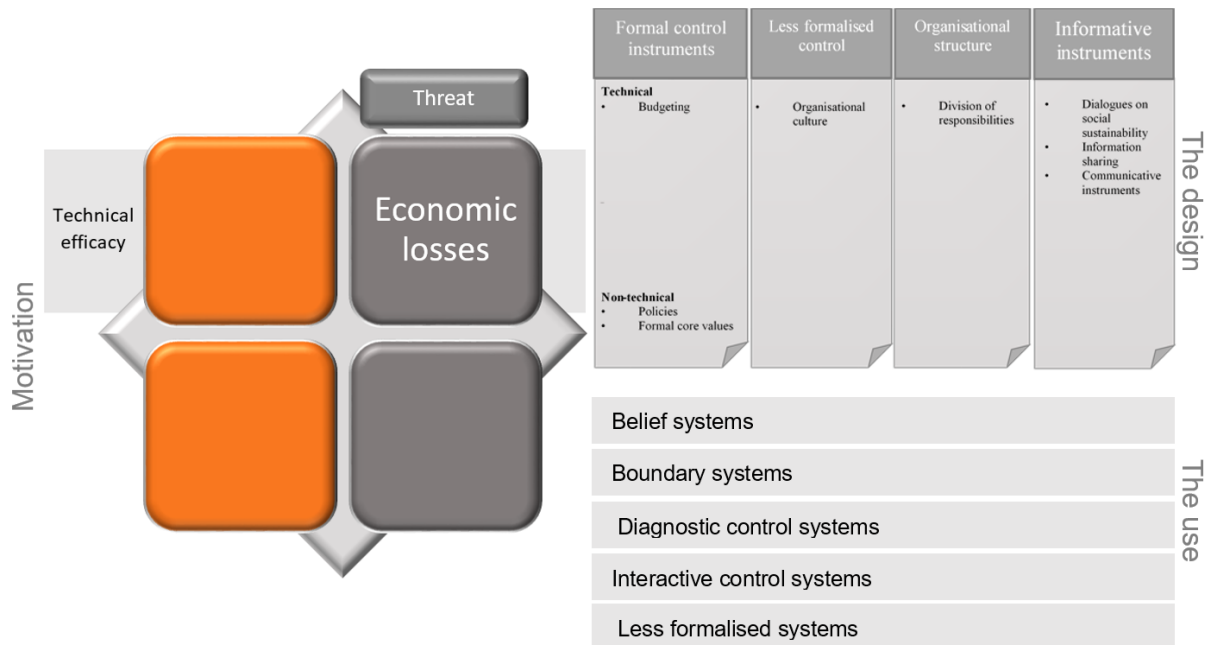 Motivation
Technical
efficacy
Threat
Economic
losses
Formal control
instruments
Technical
• Budgeting
Non-technical
• Policies
• Formal core values
Less formalised
control
• Organisational
culture
Organisational
structure
• Division of
responsibilities
Informative
instruments
• Dialogues on
social
sustainability
• Information
sharing
• Communicative
instruments
The design
Belief systems
Boundary systems
Diagnostic control systems
Interactive control systems
Less formalised systems
The use